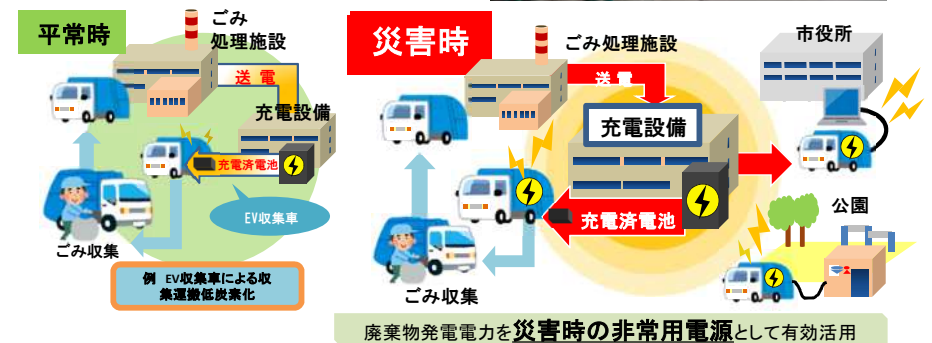 平常時
ごみ
処理施設
送電
充電設備
充電済電池
EV収集車
ごみ収集
例 EV収集車による収
集運搬低炭素化
災害時
ごみ処理施設
送電
充電設備
充電済電池
ごみ収集
市役所
公園
廃棄物発電電力を災害時の非常用電源として有効活用